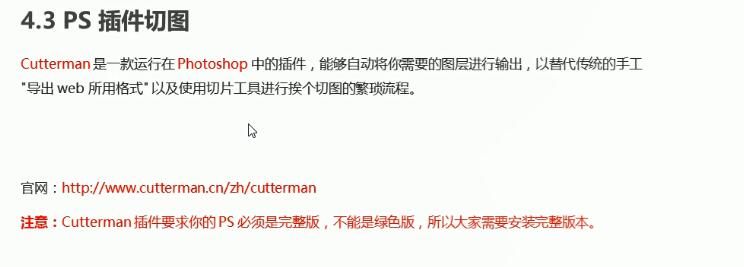 4.3 PS 插件切图
Cutterman 是一款运行在 Photoshop 中的插件，能够自动将你需要的图层进行输出，以替代传统的手工
"导出 web 所用格式" 以及使用切片工具进行挨个切图的繁琐流程。
官网：http://www.cutterman.cn/zh/cutterman
注意：Cutterman 插件要求你的 PS 必须是完整版，不能是绿色版，所以大家需要安装完整版本。